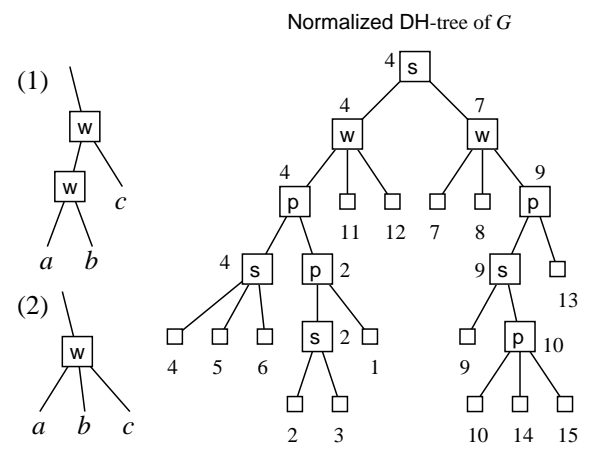 Normalized DH-tree of G
(1)
w
w
c
a b
4 s
4 7
w w
4 9
p p
11 12 7 8
4 s p 2 9 s
13
s 2 p 10
4 5 6 1 9
2 3 10 14 15
(2)
w
a b c